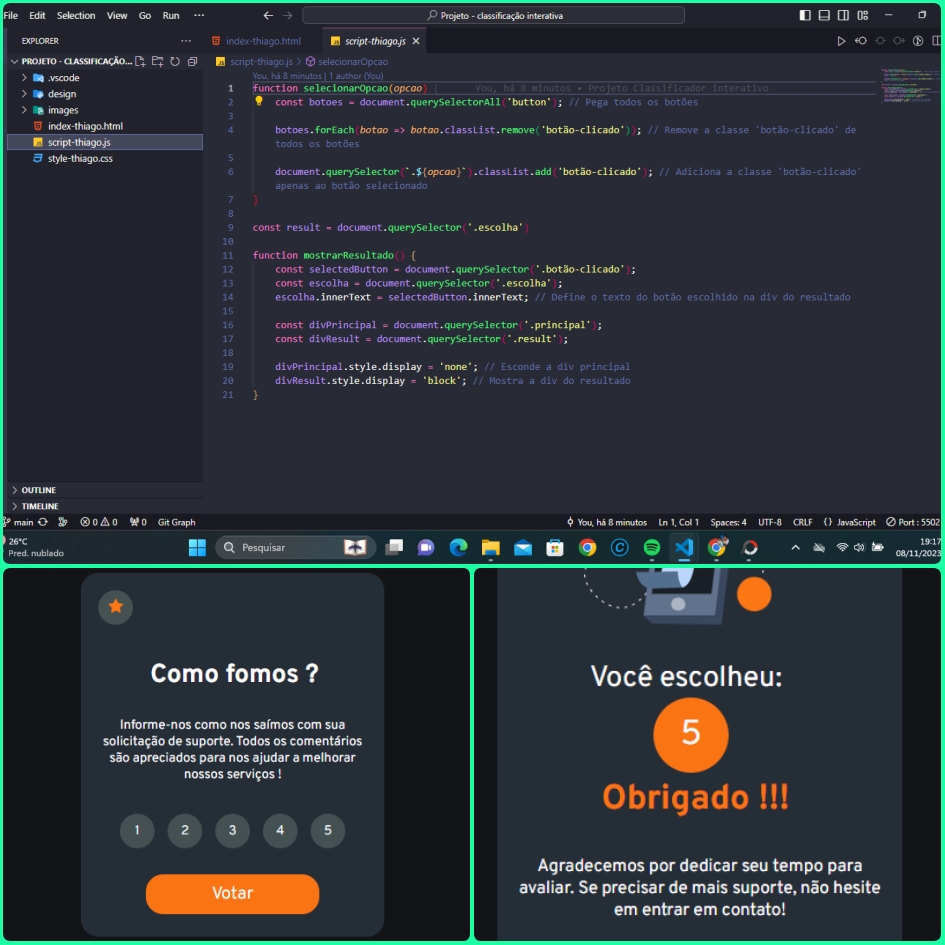 File Edit Selection View Go Run ··· Projeto - classificação interativa
EXPLORER ··· index-thiago.html script-thiago.js
PROJETO - CLASSIFICAÇÃO...
.vscode
design
images
index-thiago.html
script-thiago.js
style-thiago.css
OUTLINE
TIMELINE
script-thiago.js > selecionarOpcao
You, há 8 minutos | 1 author (You)
1 function selecionarOpcao(opcao) { You, há 8 minutos • Projeto Classificador interativo
2 const botoes = document.querySelectorAll('button'); // Pega todos os botões
3
4 botoes.forEach(botao => botao.classList.remove('botão-clicado')); // Remove a classe 'botão-clicado' de
todos os botões
5
6 document.querySelector(`.${opcao}`).classList.add('botão-clicado'); // Adiciona a classe 'botão-clicado'
apenas ao botão selecionado
7 }
8
9 const result = document.querySelector('.escolha')
10
11 function mostrarResultado() {
12 const selectedButton = document.querySelector('.botão-clicado');
13 const escolha = document.querySelector('.escolha');
14 escolha.innerText = selectedButton.innerText; // Define o texto do botão escolhido na div do resultado
15
16 const divPrincipal = document.querySelector('.principal');
17 const divResult = document.querySelector('.result');
18
19 divPrincipal.style.display = 'none'; // Esconde a div principal
20 divResult.style.display = 'block'; // Mostra a div do resultado
21 }
main 0 0 0 Git Graph You, há 8 minutos Ln 1, Col 1 Spaces: 4 UTF-8 CRLF {} JavaScript Port : 5502
26°C
Pred. nublado
Pesquisar
19:17
08/11/2023
Como fomos ?
Informe-nos como nos saímos com sua
solicitação de suporte. Todos os comentários
são apreciados para nos ajudar a melhorar
nossos serviços !
1 2 3 4 5
Votar
Você escolheu:
5
Obrigado !!!
Agradecemos por dedicar seu tempo para
avaliar. Se precisar de mais suporte, não hesite
em entrar em contato!